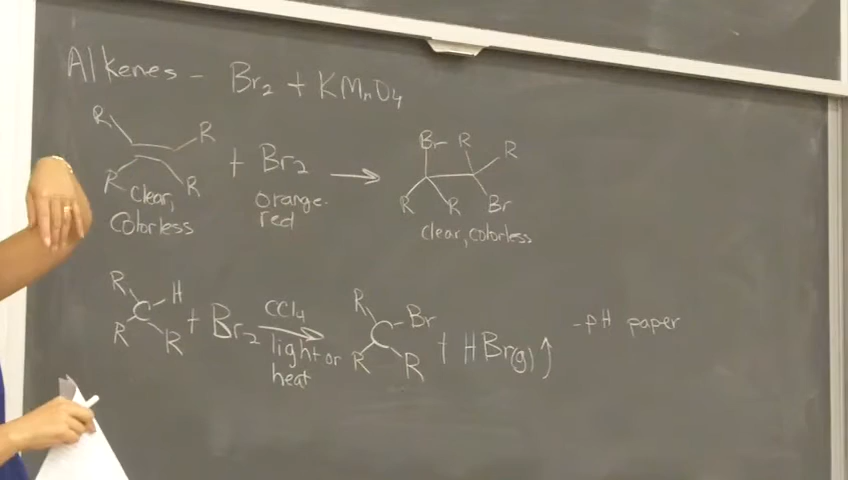 Alkenes - Br2 + KMnO4
R R R R + Br2 → Br R R R R Br
clear, colorless
orange-red
clear, colorless
R H C R R + Br2 CCl4 → light or heat R Br C R R + HBr(g) ↑ - pH paper